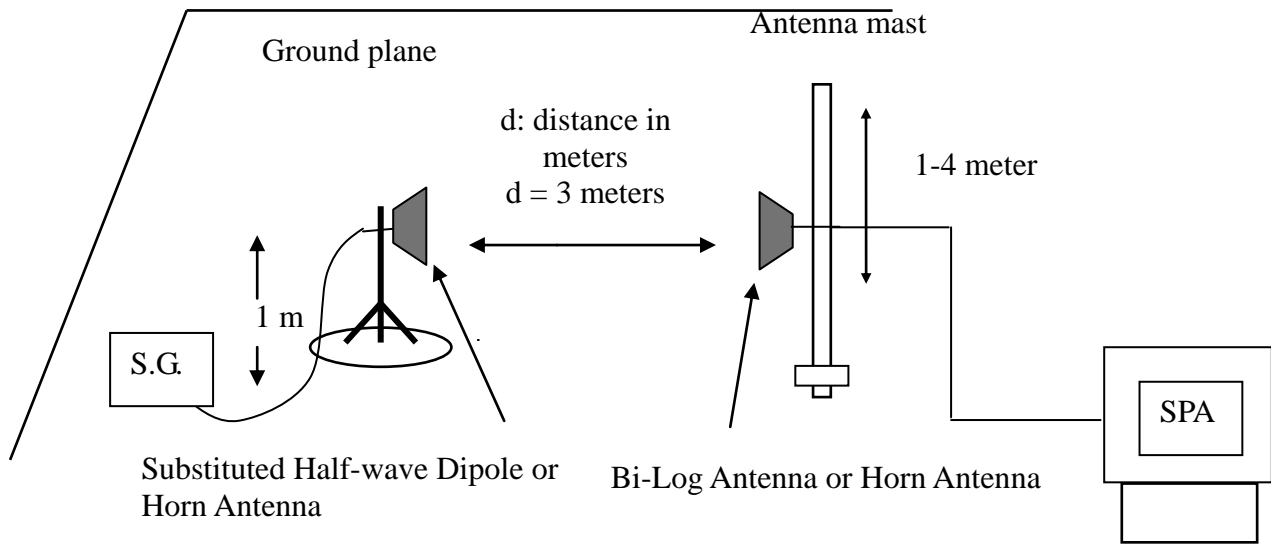 Antenna mast
Ground plane
d: distance in
meters
d = 3 meters
1-4 meter
1 m
S.G.
SPA
Substituted Half-wave Dipole or
Horn Antenna
Bi-Log Antenna or Horn Antenna